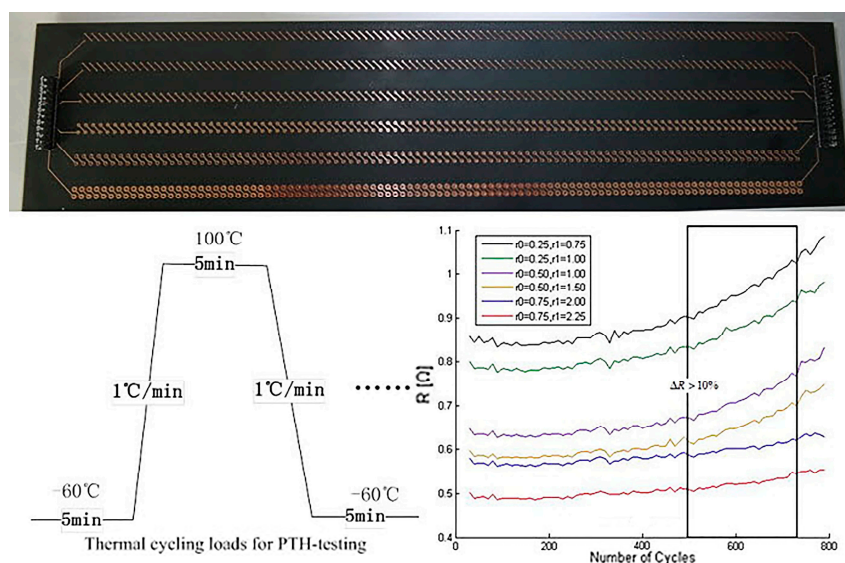 100℃
5min
1℃/min
1℃/min
......
-60℃
5min
-60℃
5min
Thermal cycling loads for PTH-testing
1.1
1
0.9
0.8
0.7
0.6
0.5
0.4
R [Ω]
r0=0.25,r1=0.75
r0=0.25,r1=1.00
r0=0.50,r1=1.00
r0=0.50,r1=1.50
r0=0.75,r1=2.00
r0=0.75,r1=2.25
ΔR > 10%
0
200
400
600
800
Number of Cycles